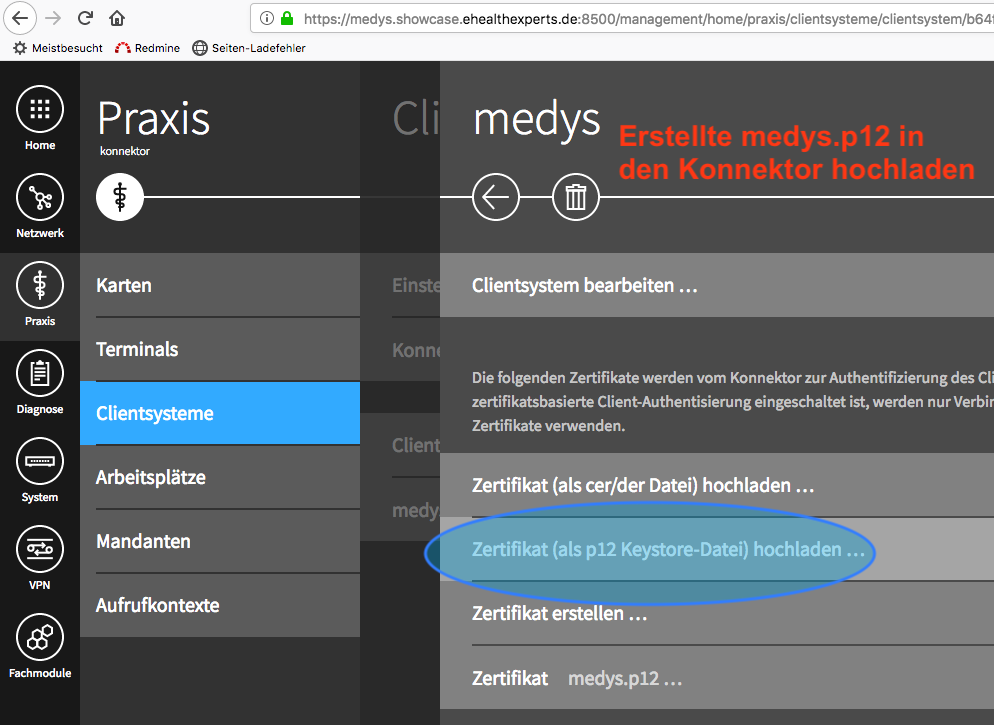 https://medys.showcase.ehealthexperts.de:8500/management/home/praxis/clientsysteme/clientsystem/b64
Meistbesucht Redmine Seiten-Ladefehler
Home
Netzwerk
Praxis
Diagnose
System
VPN
Fachmodule
Praxis
konnektor
Karten
Terminals
Clientsysteme
Arbeitsplätze
Mandanten
Aufrufkontexte
Cli
Einste
Konne
Client
medy
medys
Erstellte medys.p12 in
den Konnektor hochladen
Clientsystem bearbeiten ...
Die folgenden Zertifikate werden vom Konnektor zur Authentifizierung des Cli
zertifikatsbasierte Client-Authentisierung eingeschaltet ist, werden nur Verbin
Zertifikate verwenden.
Zertifikat (als cer/der Datei) hochladen ...
Zertifikat (als p12 Keystore-Datei) hochladen ...
Zertifikat erstellen ...
Zertifikat medys.p12 ...